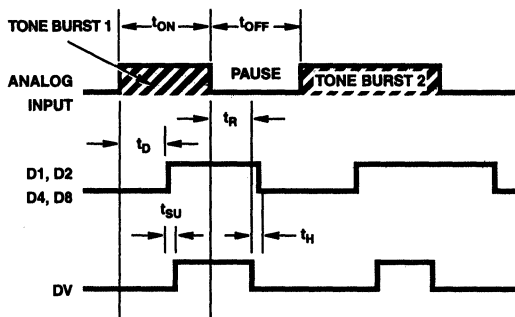 TONE BURST 1
tON
tOFF
ANALOG
INPUT
PAUSE
TONE BURST 2
tR
tD
D1, D2
D4, D8
tSU
tH
DV